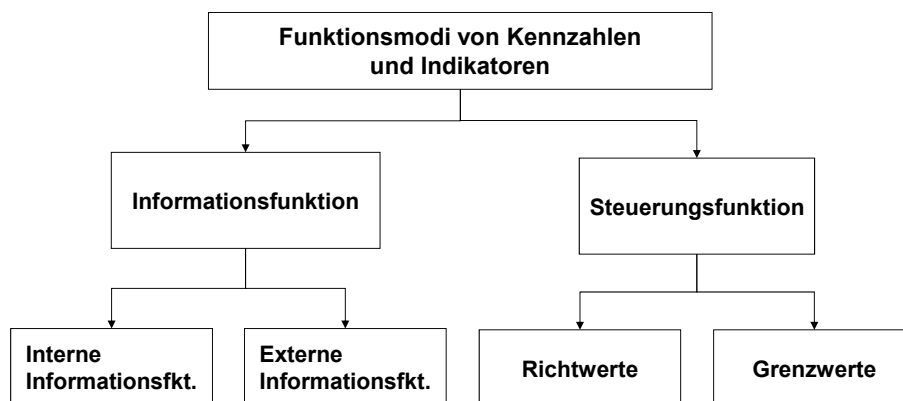 Funktionsmodi von Kennzahlen
und Indikatoren
Informationsfunktion
Steuerungsfunktion
Interne
Informationsfkt.
Externe
Informationsfkt.
Richtwerte
Grenzwerte